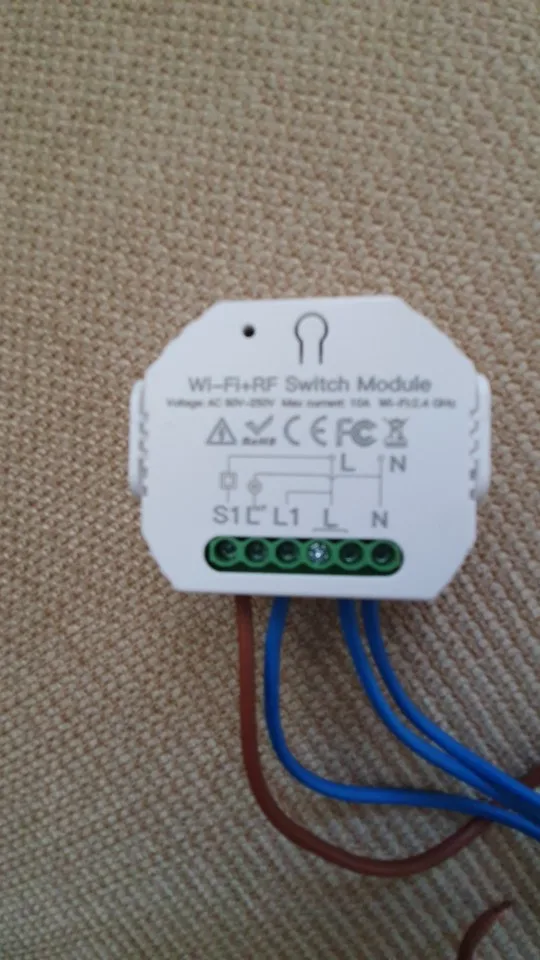 Wi-Fi+RF Switch Module
Voltage: AC 90V-250V Max current: 10A Wi-Fi:2.4 GHz
RoHS CE FC
L N
S1 L' L1 L N